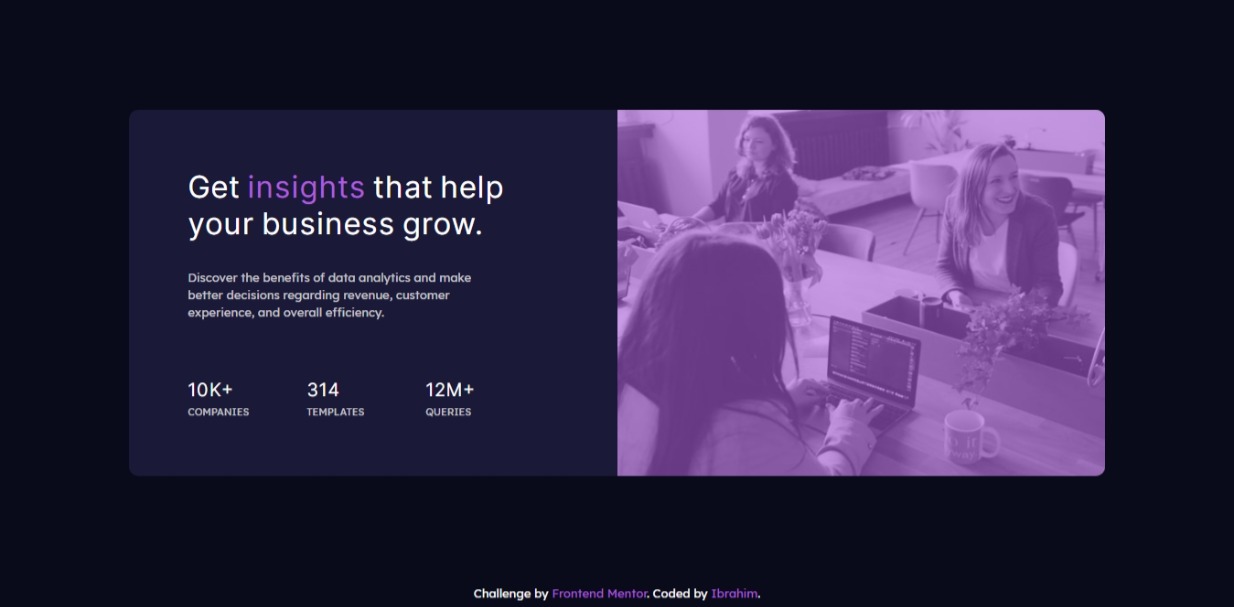 Get insights that help
your business grow.
Discover the benefits of data analytics and make
better decisions regarding revenue, customer
experience, and overall efficiency.
10K+ 314 12M+
COMPANIES TEMPLATES QUERIES
Challenge by Frontend Mentor. Coded by Ibrahim.